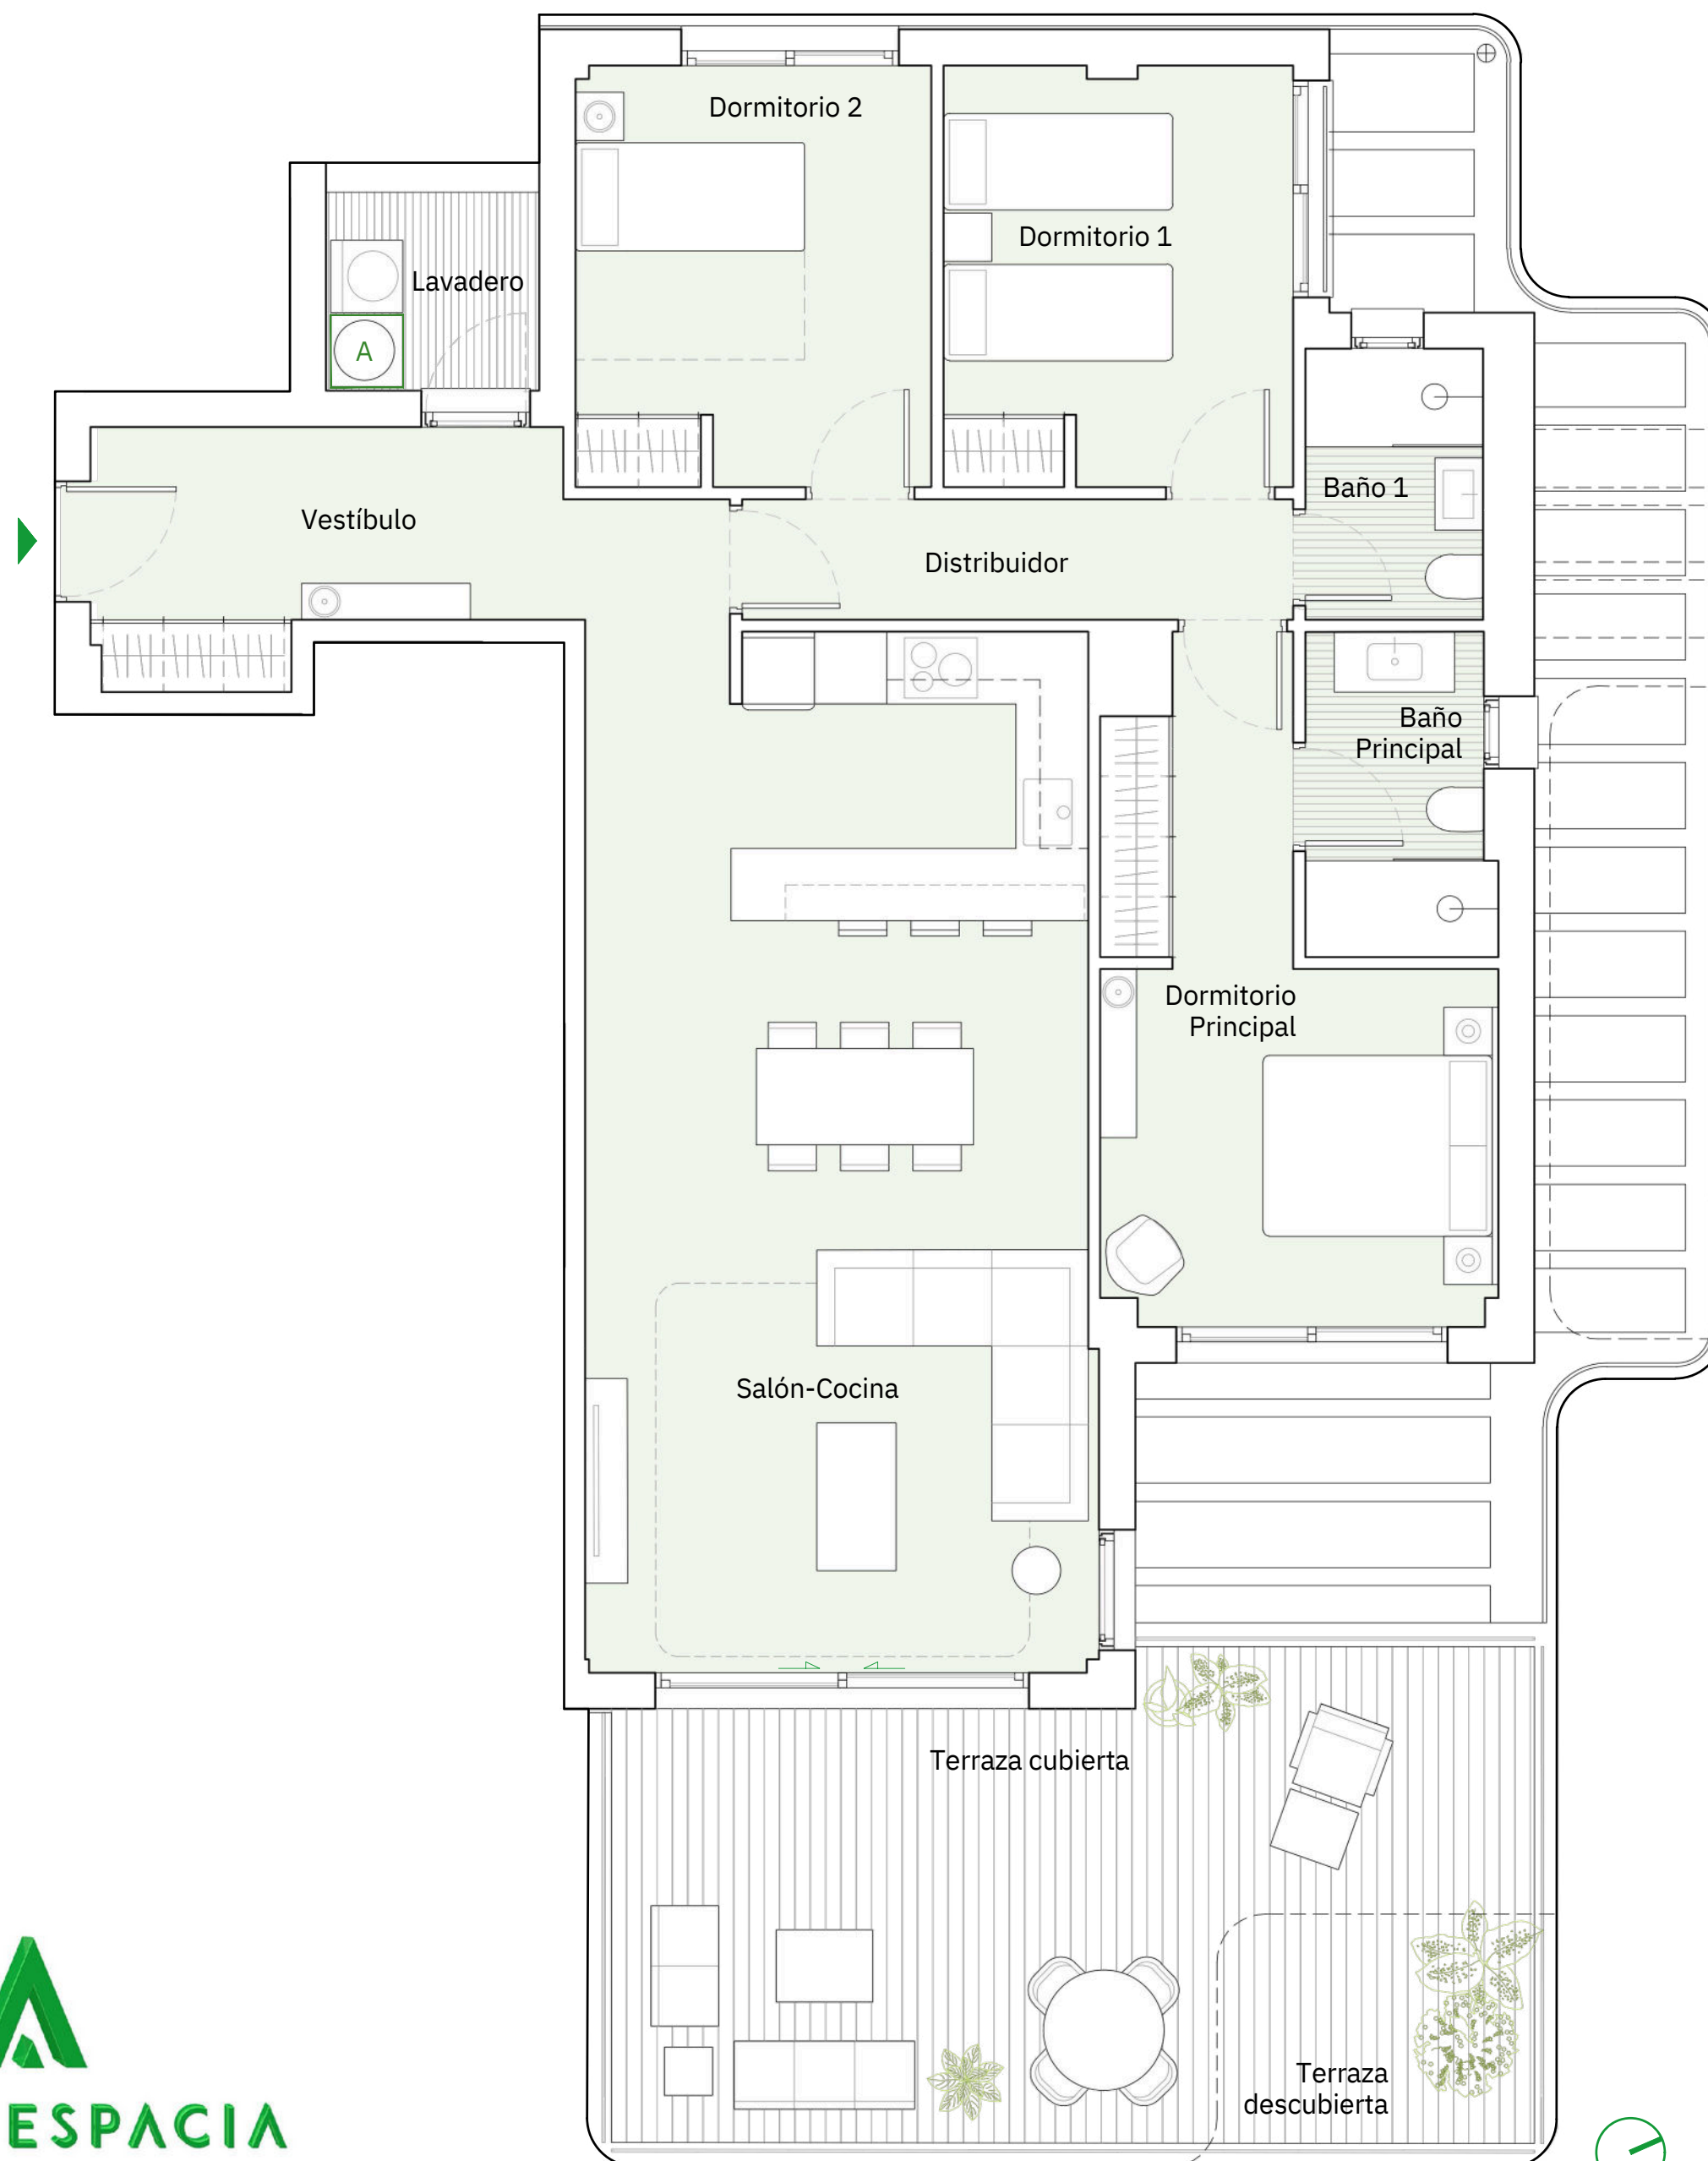 Dormitorio 2
Dormitorio 1
Lavadero
A
Baño 1
Vestíbulo
Distribuidor
Baño
Principal
Dormitorio
Principal
Salón-Cocina
Terraza cubierta
Terraza
descubierta
ESPACIA